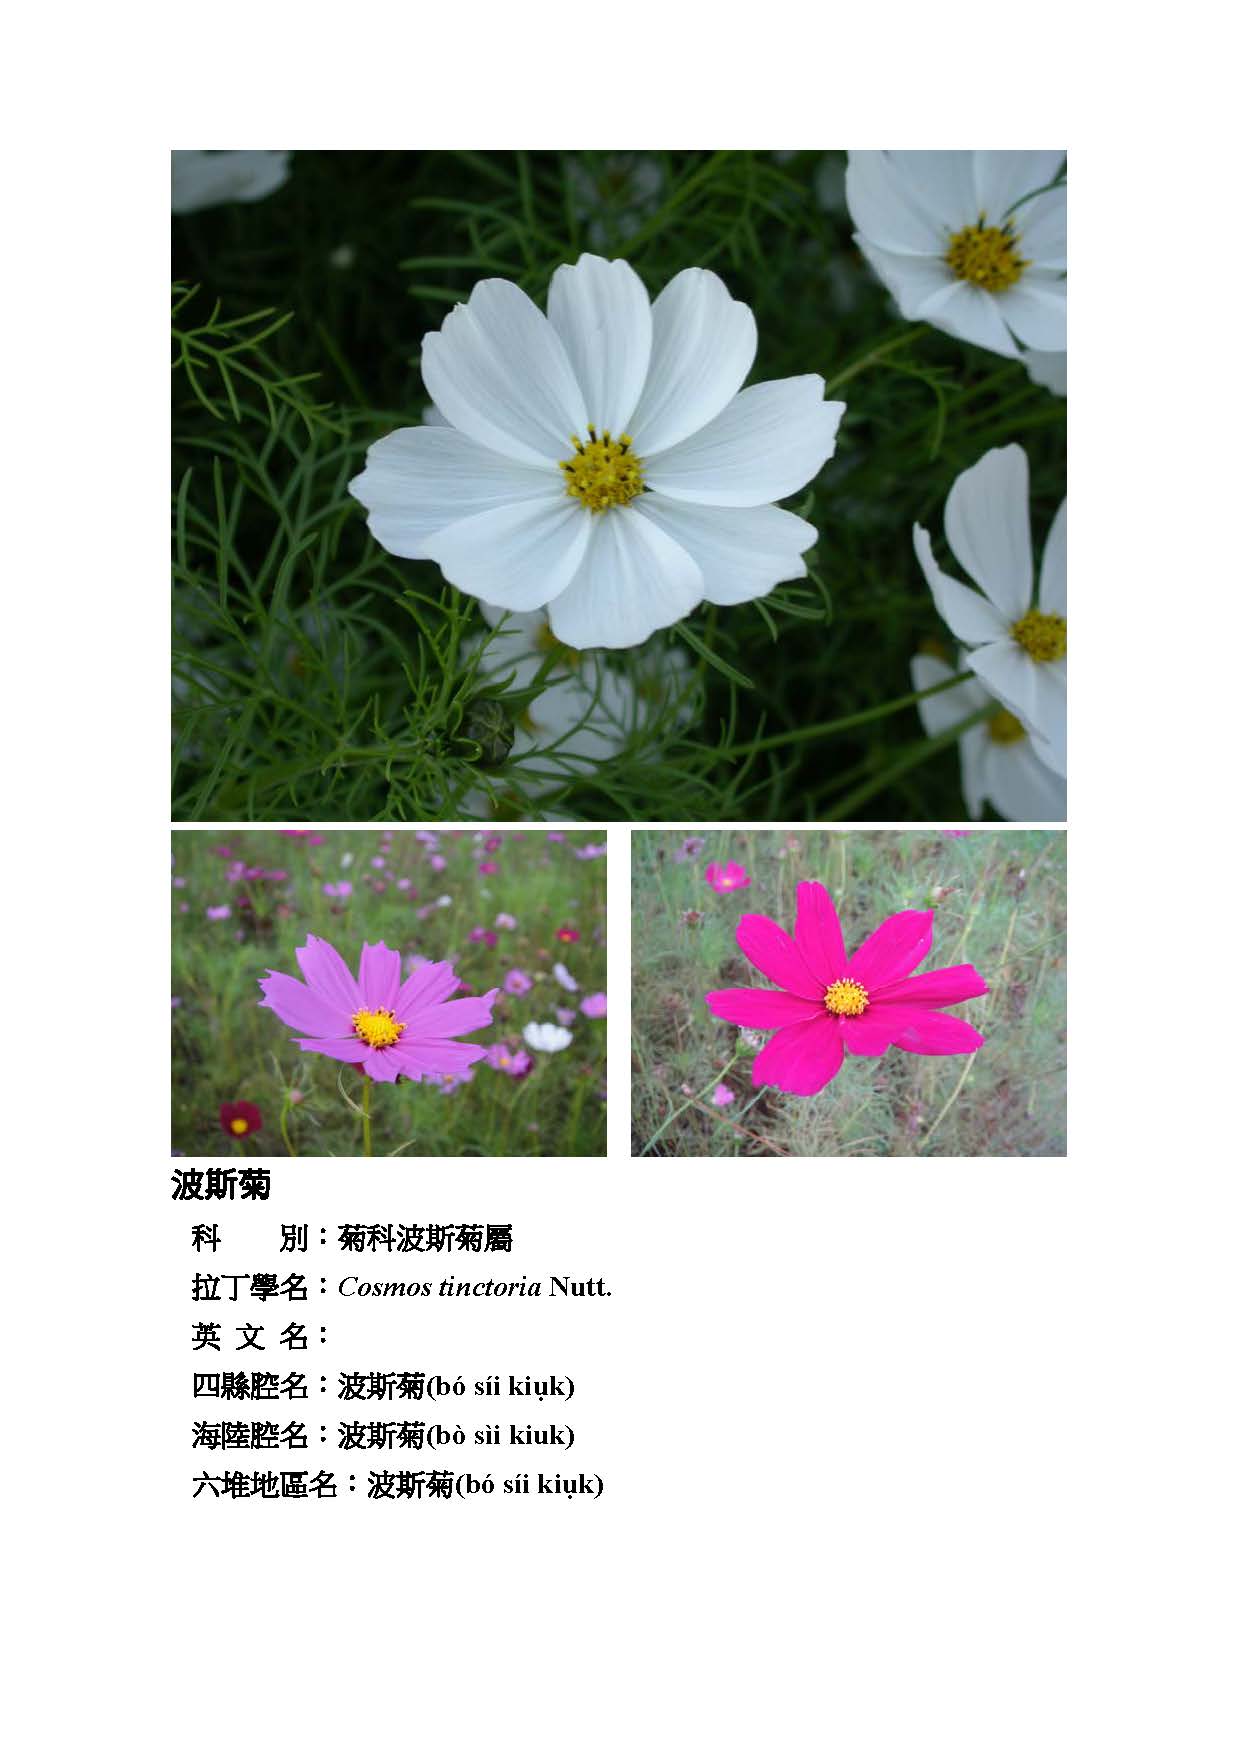 波斯菊
科　　別：菊科波斯菊屬
拉丁學名：Cosmos tinctoria Nutt.
英 文 名：
四縣腔名：波斯菊(bó síi kiụk)
海陸腔名：波斯菊(bò sìi kiuk)
六堆地區名：波斯菊(bó síi kiụk)